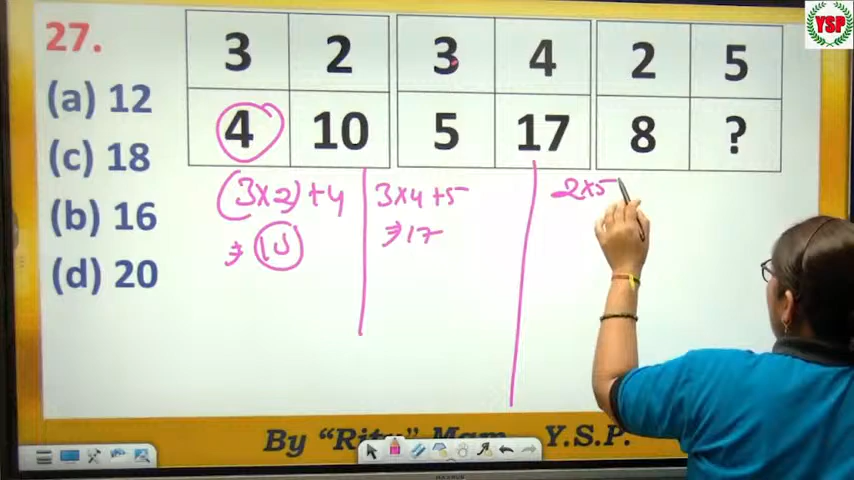 YSP
27.
3 2 3 4 2 5
4 10 5 17 8 ?
(a) 12
(c) 18
(b) 16
(d) 20
(3×2)+4
⇒ 10
3×4+5
⇒ 17
2×5
By “Ritu” Mam Y.S.P.